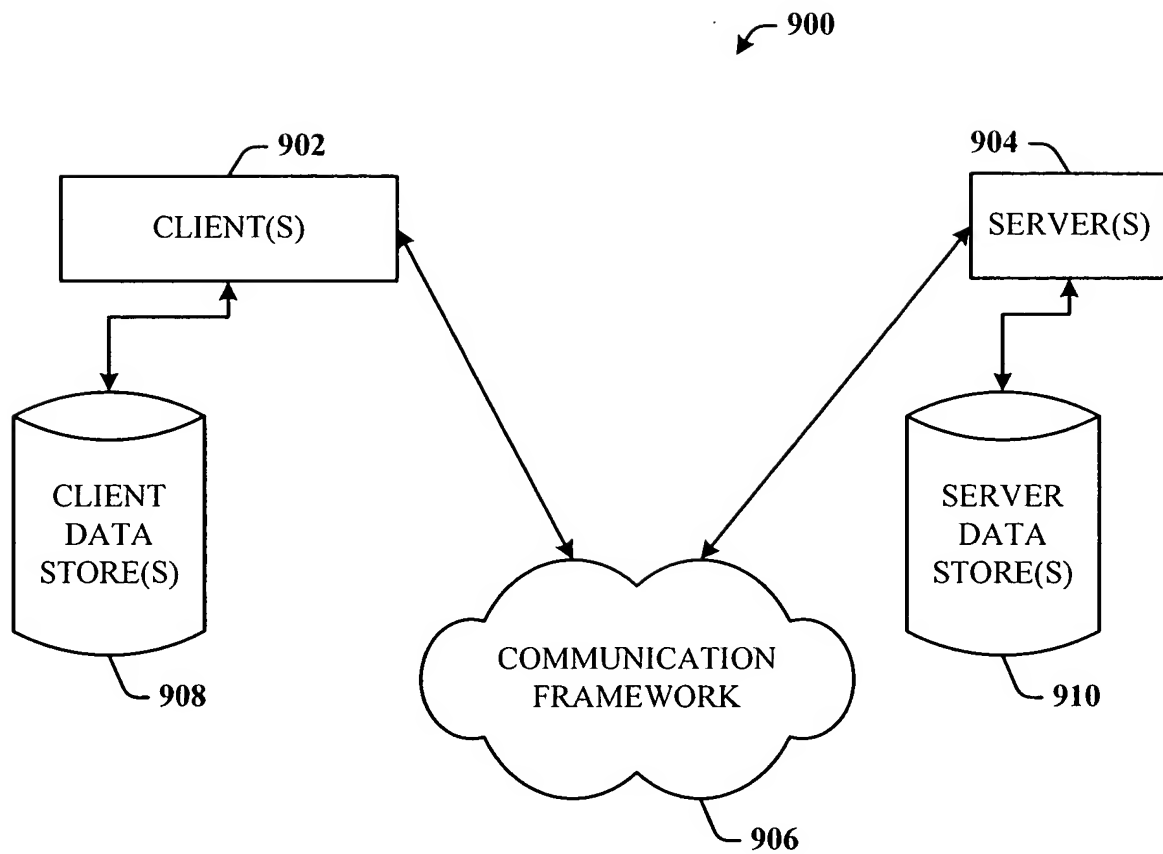 900
902
904
CLIENT(S)
SERVER(S)
CLIENT
DATA
STORE(S)
SERVER
DATA
STORE(S)
COMMUNICATION
FRAMEWORK
908
910
906